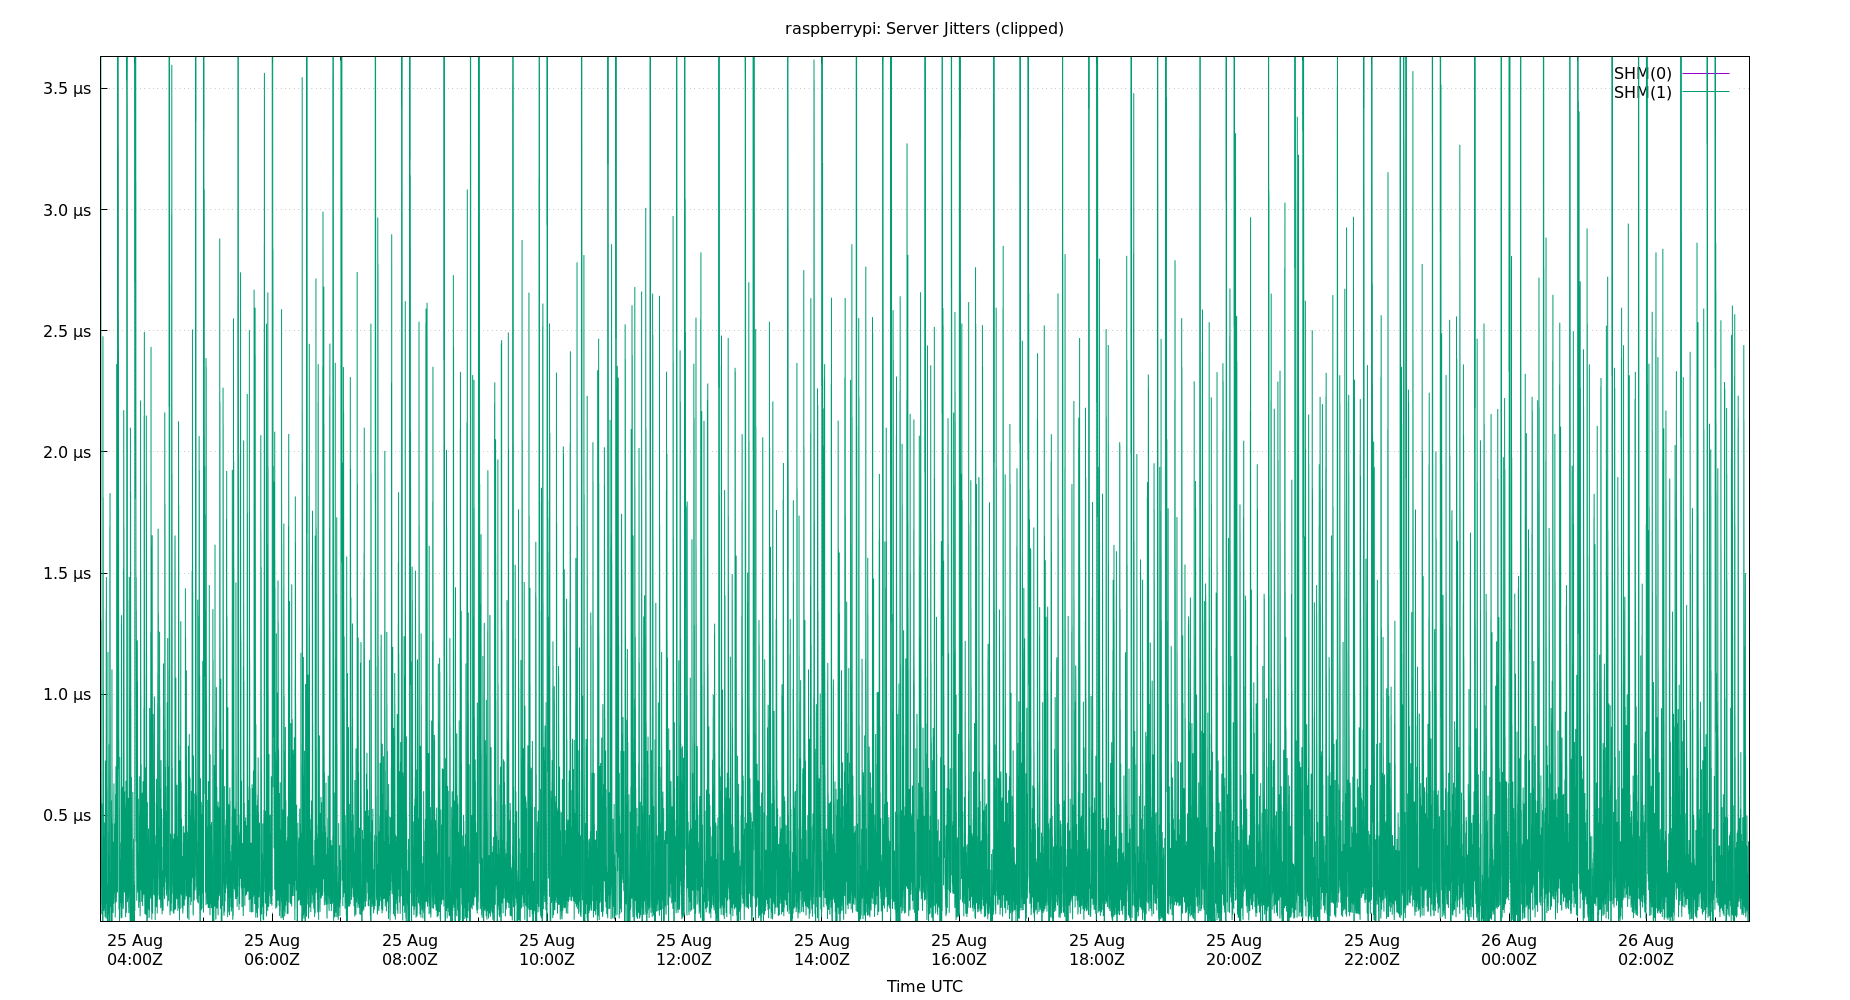 raspberrypi: Server Jitters (clipped)
SHM(0)
SHM(1)
3.5 μs
3.0 μs
2.5 μs
2.0 μs
1.5 μs
1.0 μs
0.5 μs
25 Aug 25 Aug 25 Aug 25 Aug 25 Aug 25 Aug 25 Aug 25 Aug 25 Aug 25 Aug 26 Aug 26 Aug
04:00Z 06:00Z 08:00Z 10:00Z 12:00Z 14:00Z 16:00Z 18:00Z 20:00Z 22:00Z 00:00Z 02:00Z
Time UTC